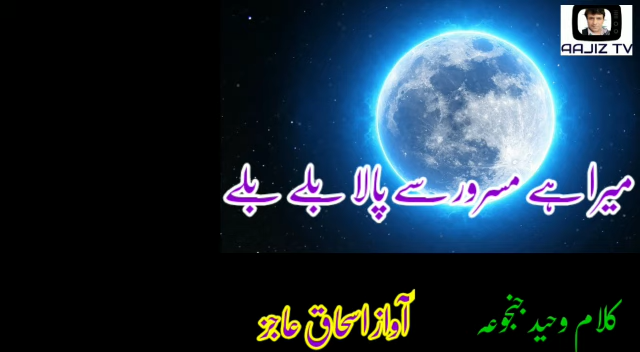 AAJIZ TV
میرا ہے مسرور سے پالا بلے بلے
کلام وحید جنجوعہ
آواز اسحاق عاجز